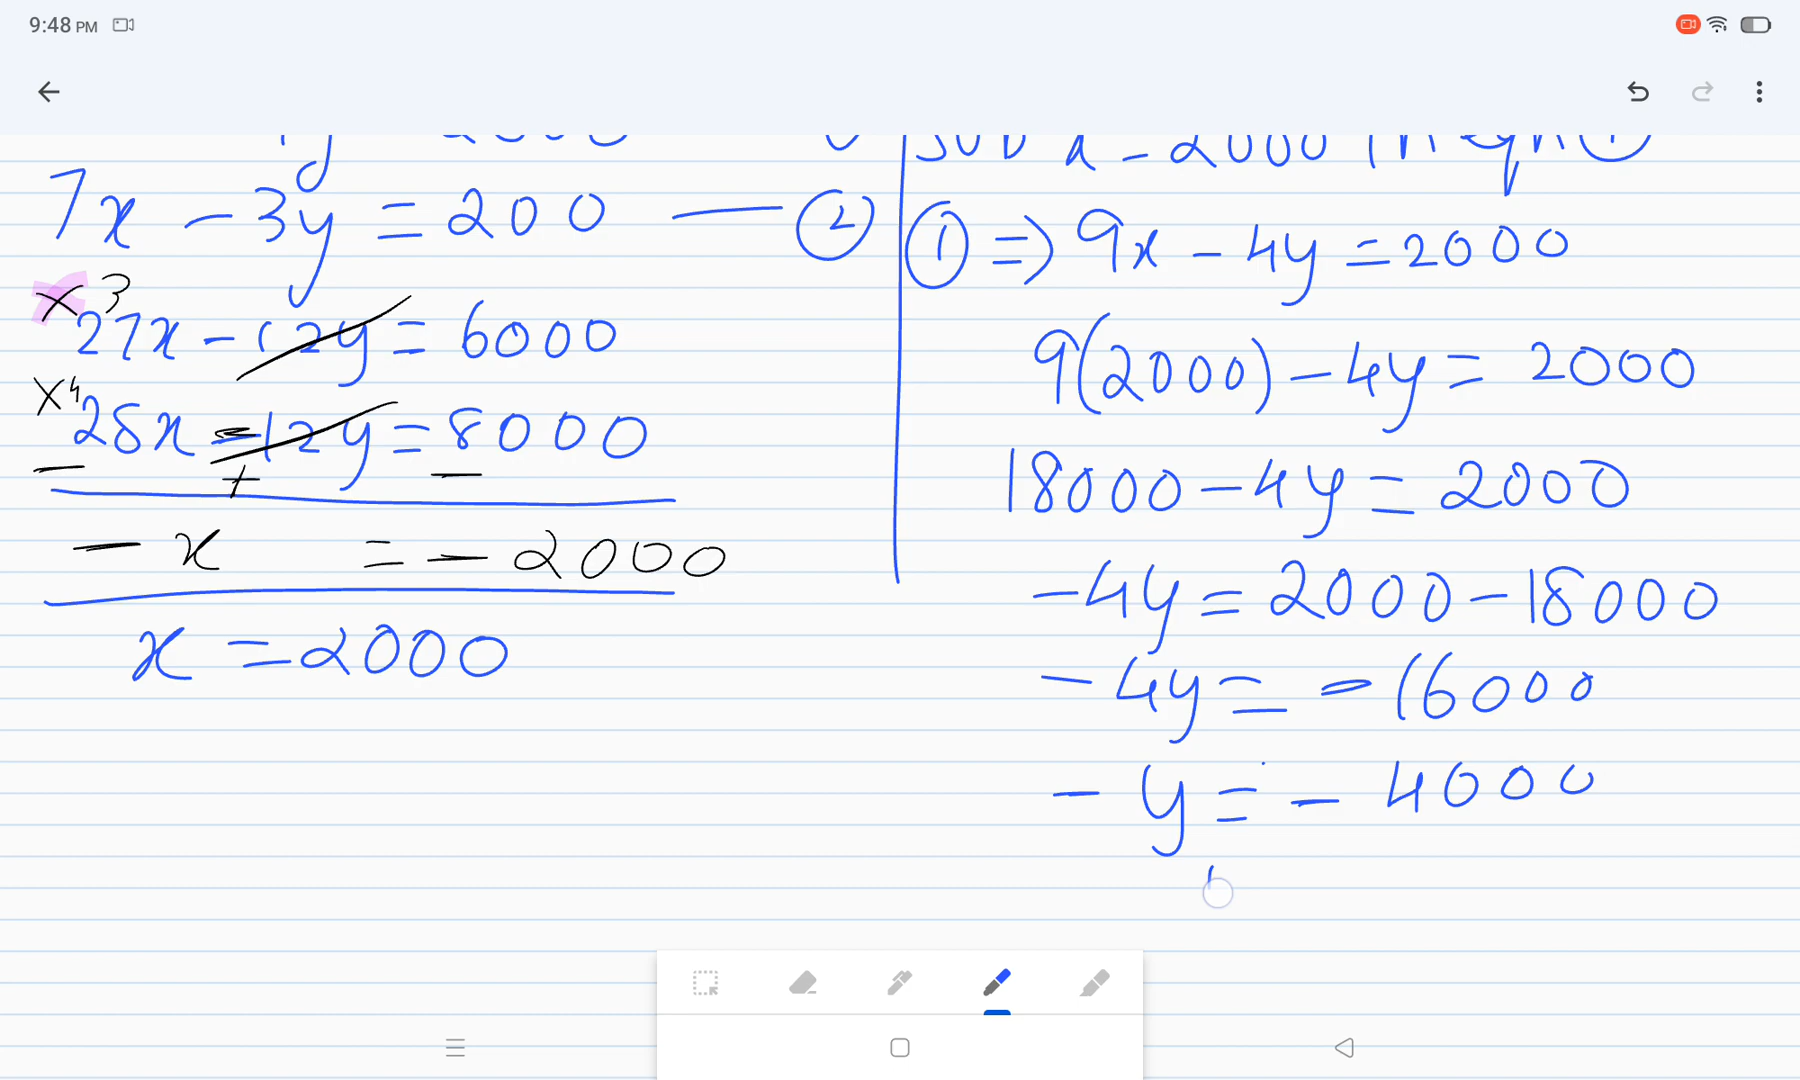 9:48 PM
7x - 3y = 200 — ②
×3
27x - 12y = 6000
×4
28x - 12y = 8000
- + -
- x = - 2000
x = 2000
① => 9x - 4y = 2000
9(2000) - 4y = 2000
18000 - 4y = 2000
-4y = 2000 - 18000
-4y = -16000
- y = - 4000